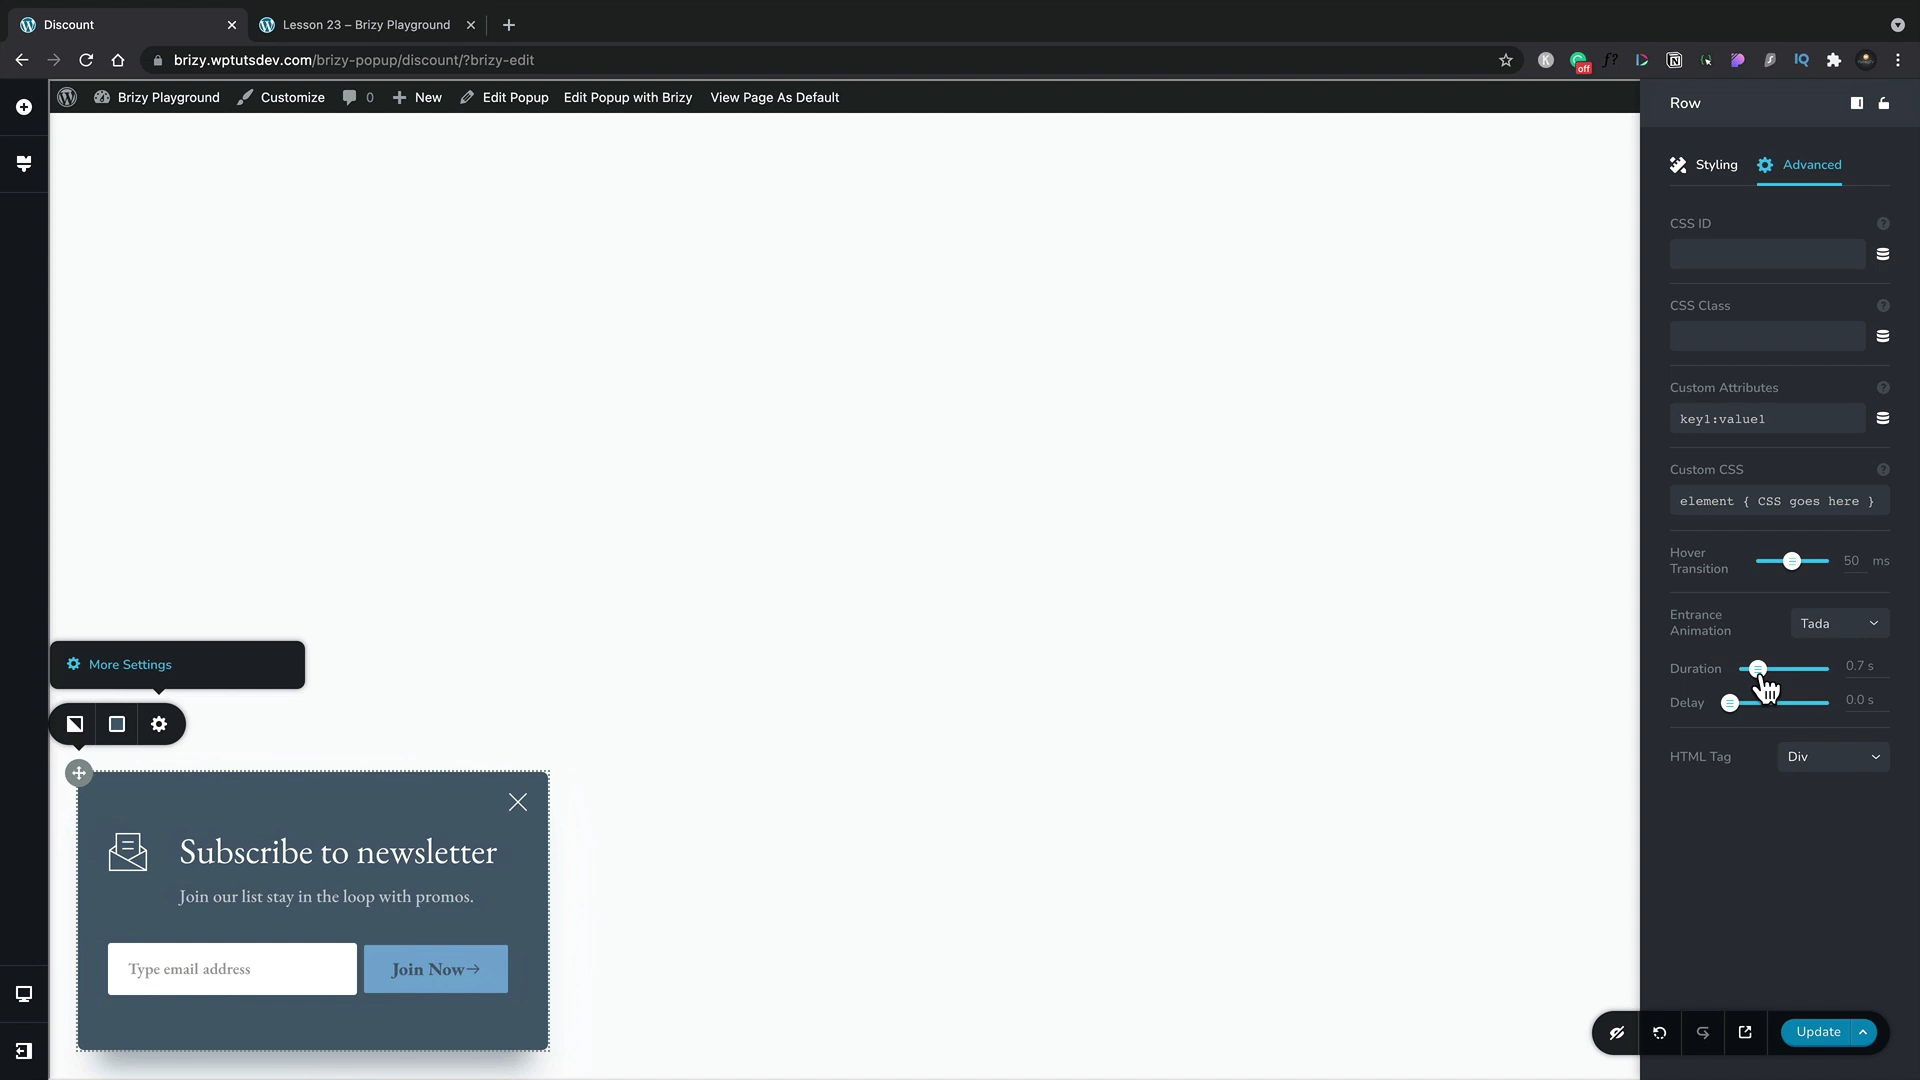 Discount
Lesson 23 – Brizy Playground
brizy.wptutsdev.com/brizy-popup/discount/?brizy-edit
off
Brizy Playground
Customize
0
New
Edit Popup
Edit Popup with Brizy
View Page As Default
Row
Styling
Advanced
CSS ID
CSS Class
Custom Attributes
key1:value1
Custom CSS
element { CSS goes here }
Hover
Transition
50 ms
Entrance
Animation
Tada
Duration
0.7 s
Delay
0.0 s
HTML Tag
Div
More Settings
Subscribe to newsletter
Join our list stay in the loop with promos.
Type email address
Join Now→
Update